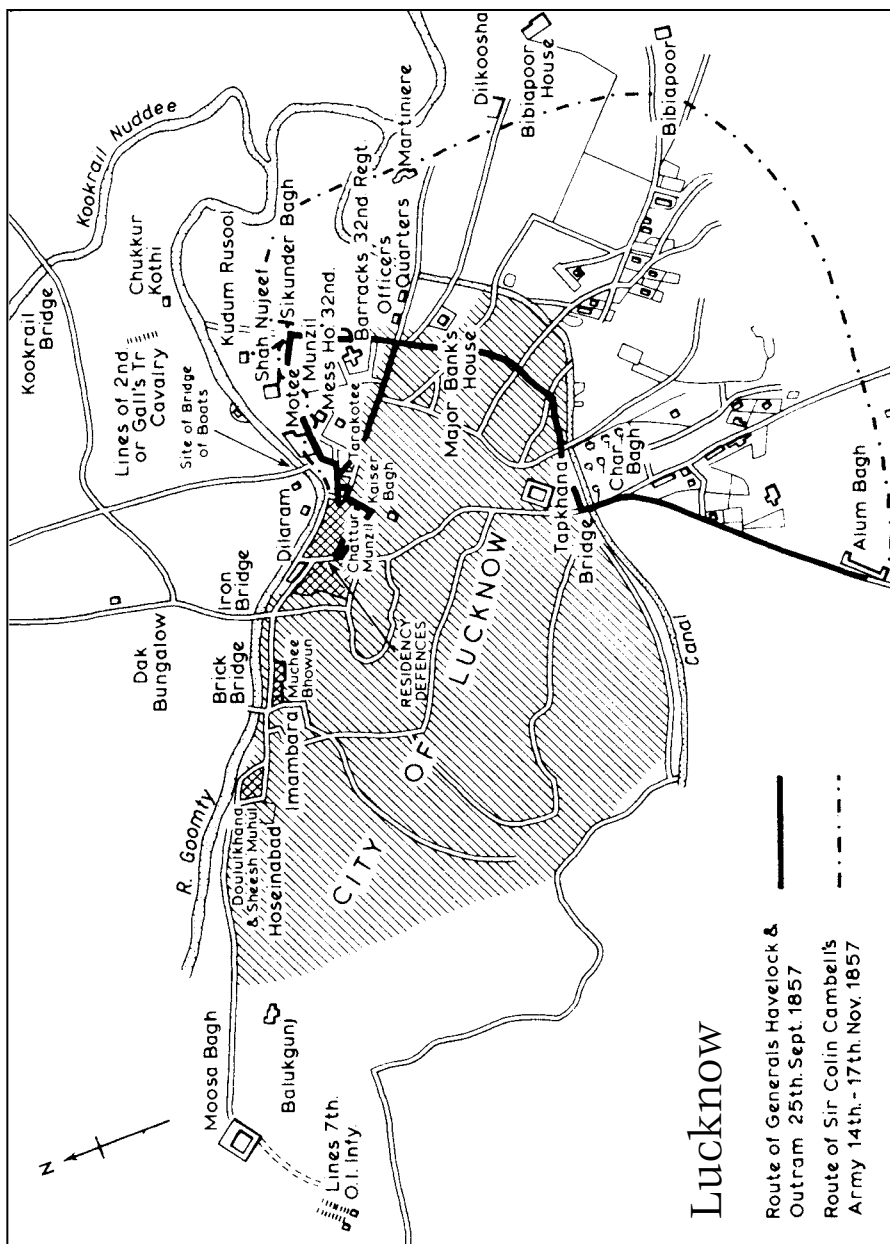 N
Moosa Bagh
Balukgunj
Lines 7th.
O.I. Infy.
R. Goomty
Doulutkhana
& Sheesh Muhul
Hoseinabad
Imambara
Muchee
Bhowun
Brick
Bridge
Dak
Bungalow
Iron
Bridge
Dilaram
Site of Bridge
of Boats
Lines of 2nd.
or Gall's Tr
Cavalry
Kookrail
Bridge
Kookrail Nuddee
Chukkur
Kothi
Kudum Rusool
Shah Nujeef
Sikunder Bagh
Motee
Munzil
Mess Ho. 32nd.
Barracks 32nd Regt.
Officers
Quarters
Martiniere
Dilkoosha
Bibiapoor
House
Bibiapoor
Tarakotee
Kaiser
Bagh
Chattur
Munzil
RESIDENCY
DEFENCES
CITY OF LUCKNOW
Major Bank's
House
Tapkhana
Bridge
Char
Bagh
Canal
Alum Bagh
Lucknow
Route of Generals Havelock &
Outram 25th. Sept. 1857
Route of Sir Colin Cambell's
Army 14th. - 17th. Nov. 1857